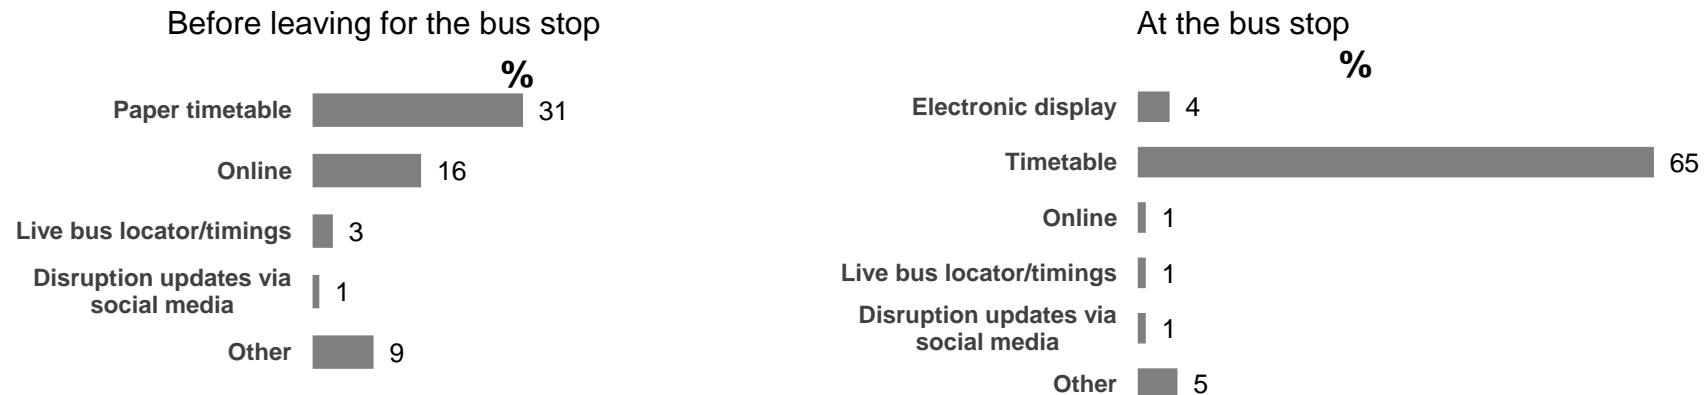 Before leaving for the bus stop
%
Paper timetable 31
Online 16
Live bus locator/timings 3
Disruption updates via
social media 1
Other 9
At the bus stop
%
Electronic display 4
Timetable 65
Online 1
Live bus locator/timings 1
Disruption updates via
social media 1
Other 5